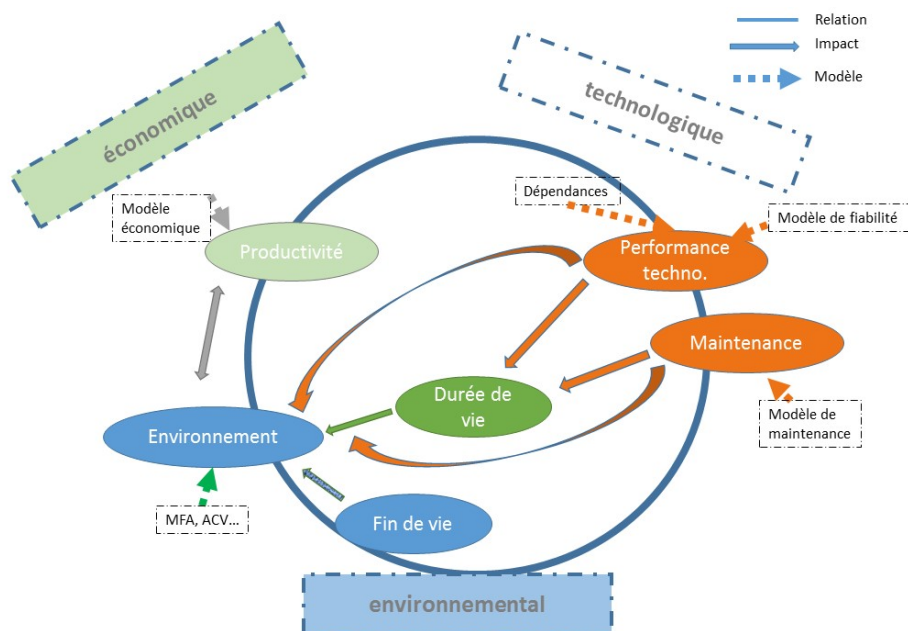 Relation
Impact
Modèle
économique
technologique
Dépendances
Modèle
économique
Modèle de fiabilité
Productivité
Performance
techno.
Maintenance
Durée de
vie
Environnement
Modèle de
maintenance
MFA, ACV...
Fin de vie
environnemental